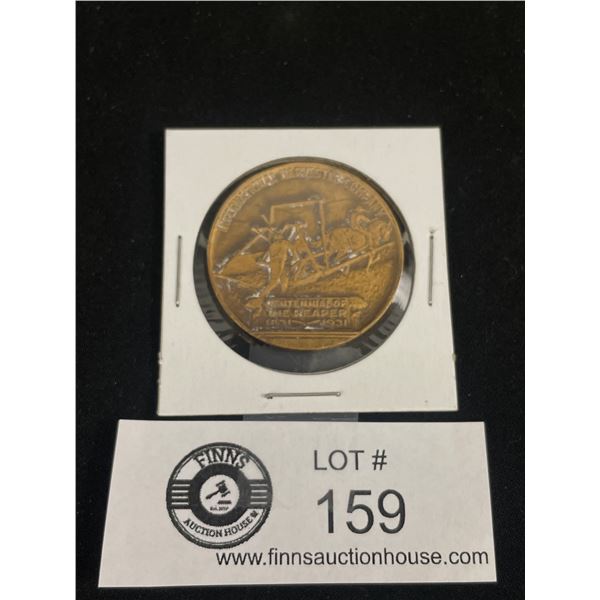 INTERNATIONAL HARVESTER COMPANY
CENTENNIAL OF
THE REAPER
1831 1931
FINNS
AUCTION HOUSE
LOT #
159
www.finnsauctionhouse.com